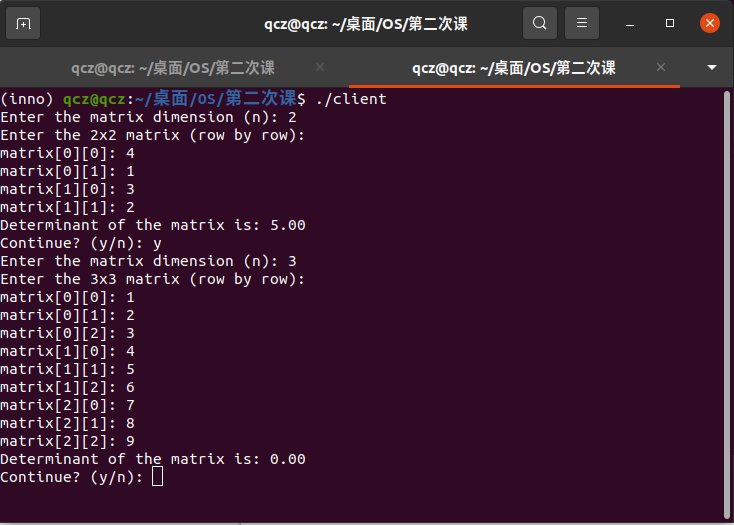 qcz@qcz: ~/桌面/OS/第二次课
qcz@qcz: ~/桌面/OS/第二次课
qcz@qcz: ~/桌面/OS/第二次课
(inno) qcz@qcz:~/桌面/OS/第二次课$ ./client
Enter the matrix dimension (n): 2
Enter the 2x2 matrix (row by row):
matrix[0][0]: 4
matrix[0][1]: 1
matrix[1][0]: 3
matrix[1][1]: 2
Determinant of the matrix is: 5.00
Continue? (y/n): y
Enter the matrix dimension (n): 3
Enter the 3x3 matrix (row by row):
matrix[0][0]: 1
matrix[0][1]: 2
matrix[0][2]: 3
matrix[1][0]: 4
matrix[1][1]: 5
matrix[1][2]: 6
matrix[2][0]: 7
matrix[2][1]: 8
matrix[2][2]: 9
Determinant of the matrix is: 0.00
Continue? (y/n):